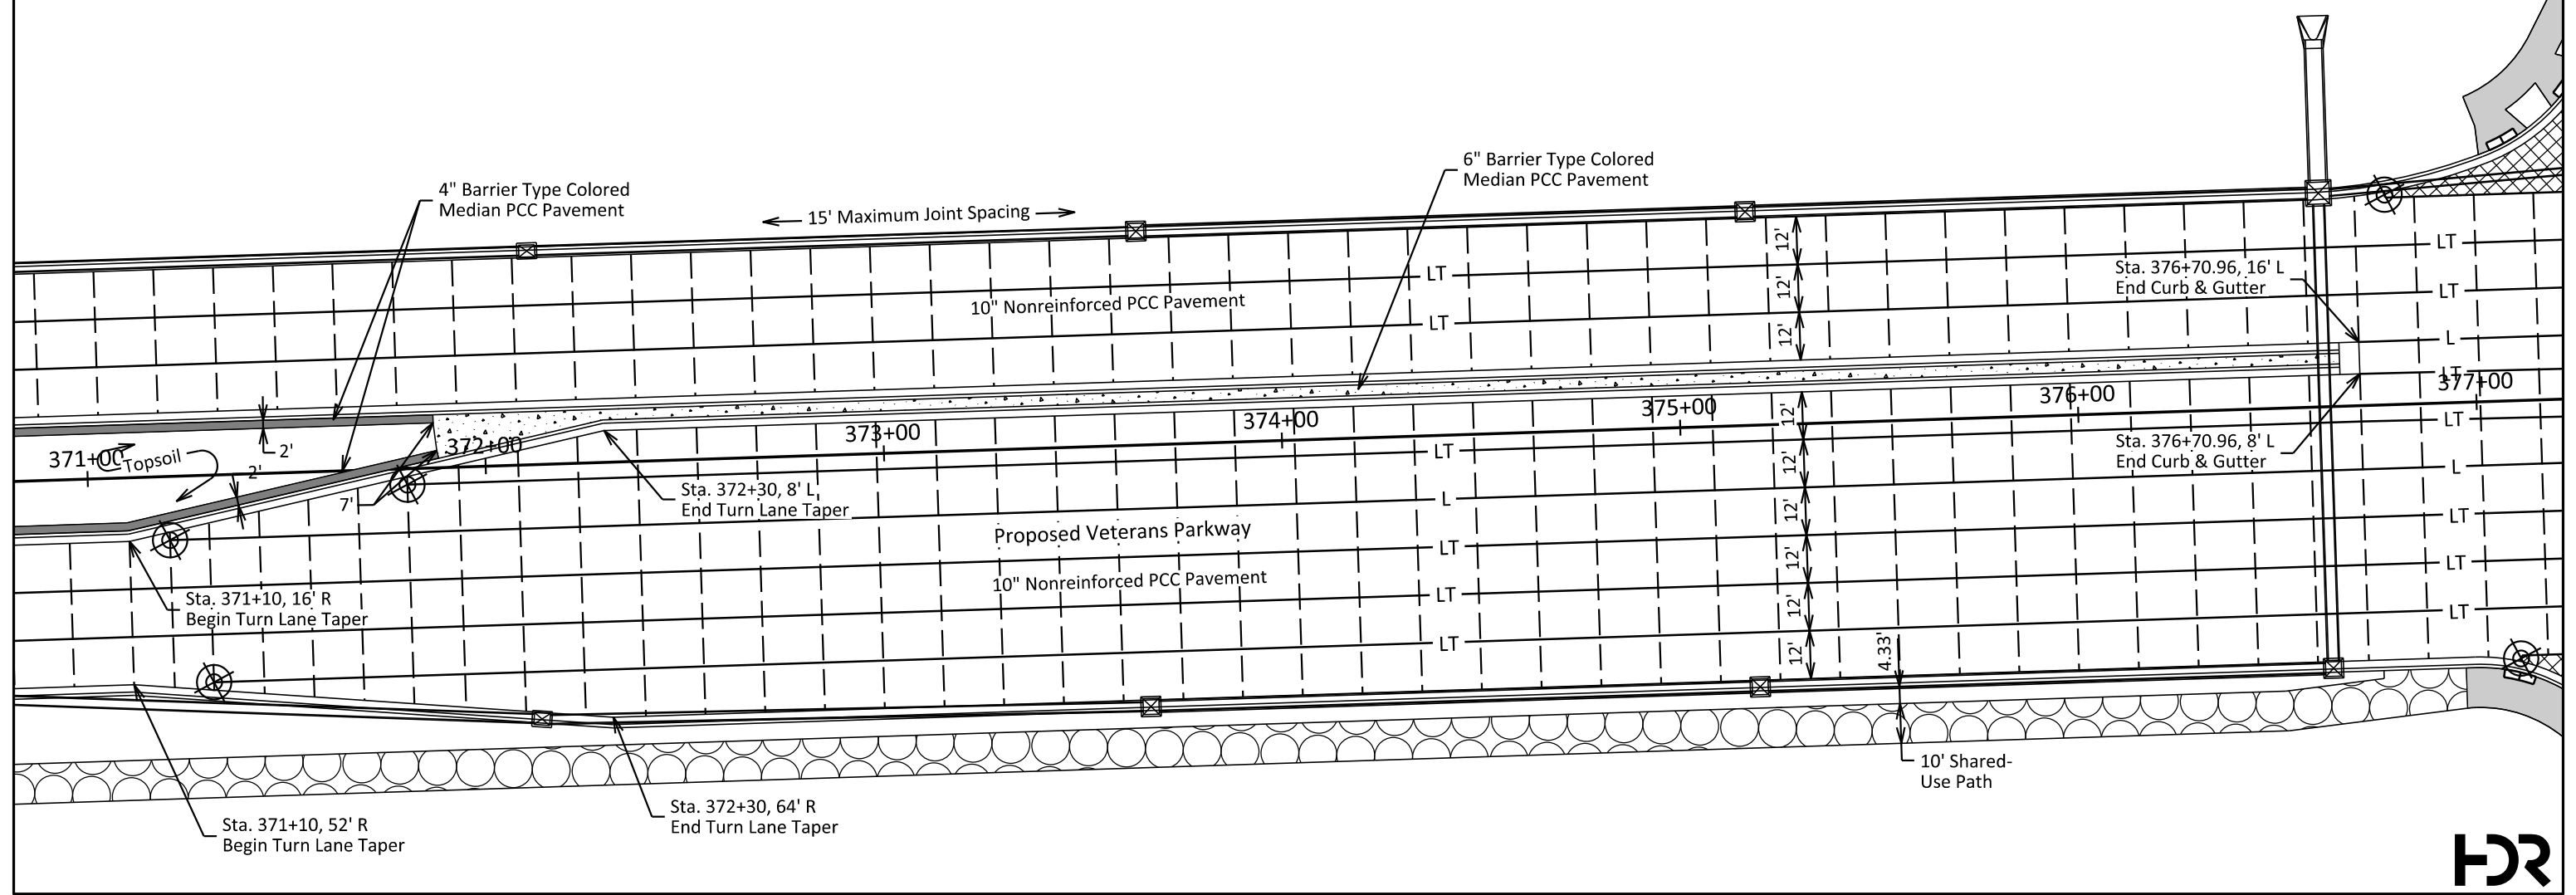 6" Barrier Type Colored
Median PCC Pavement
4" Barrier Type Colored
Median PCC Pavement
15' Maximum Joint Spacing
12'
12'
12'
LT
LT
10" Nonreinforced PCC Pavement
Sta. 376+70.96, 16' L
End Curb & Gutter
LT
LT
L
LT
371+00
372+00
373+00
374+00
375+00
376+00
377+00
Topsoil
2'
2'
7'
Sta. 372+30, 8' L
End Turn Lane Taper
Sta. 376+70.96, 8' L
End Curb & Gutter
12'
12'
12'
12'
12'
12'
LT
L
LT
LT
LT
LT
L
LT
LT
LT
Proposed Veterans Parkway
10" Nonreinforced PCC Pavement
Sta. 371+10, 16' R
Begin Turn Lane Taper
4.33'
10' Shared-
Use Path
Sta. 372+30, 64' R
End Turn Lane Taper
Sta. 371+10, 52' R
Begin Turn Lane Taper
HDR